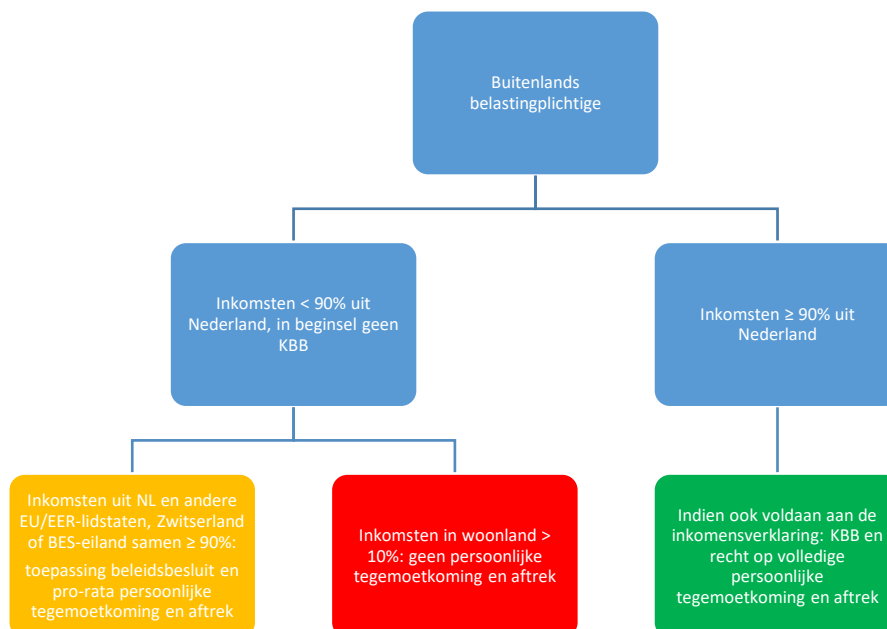 Buitenlands
belastingplichtige
Inkomsten < 90% uit
Nederland, in beginsel geen
KBB
Inkomsten ≥ 90% uit
Nederland
Inkomsten uit NL en andere
EU/EER-lidstaten, Zwitserland
of BES-eiland samen ≥ 90%:
toepassing beleidsbesluit en
pro-rata persoonlijke
tegemoetkoming en aftrek
Inkomsten in woonland >
10%: geen persoonlijke
tegemoetkoming en aftrek
Indien ook voldaan aan de
inkomensverklaring: KBB en
recht op volledige
persoonlijke
tegemoetkoming en aftrek